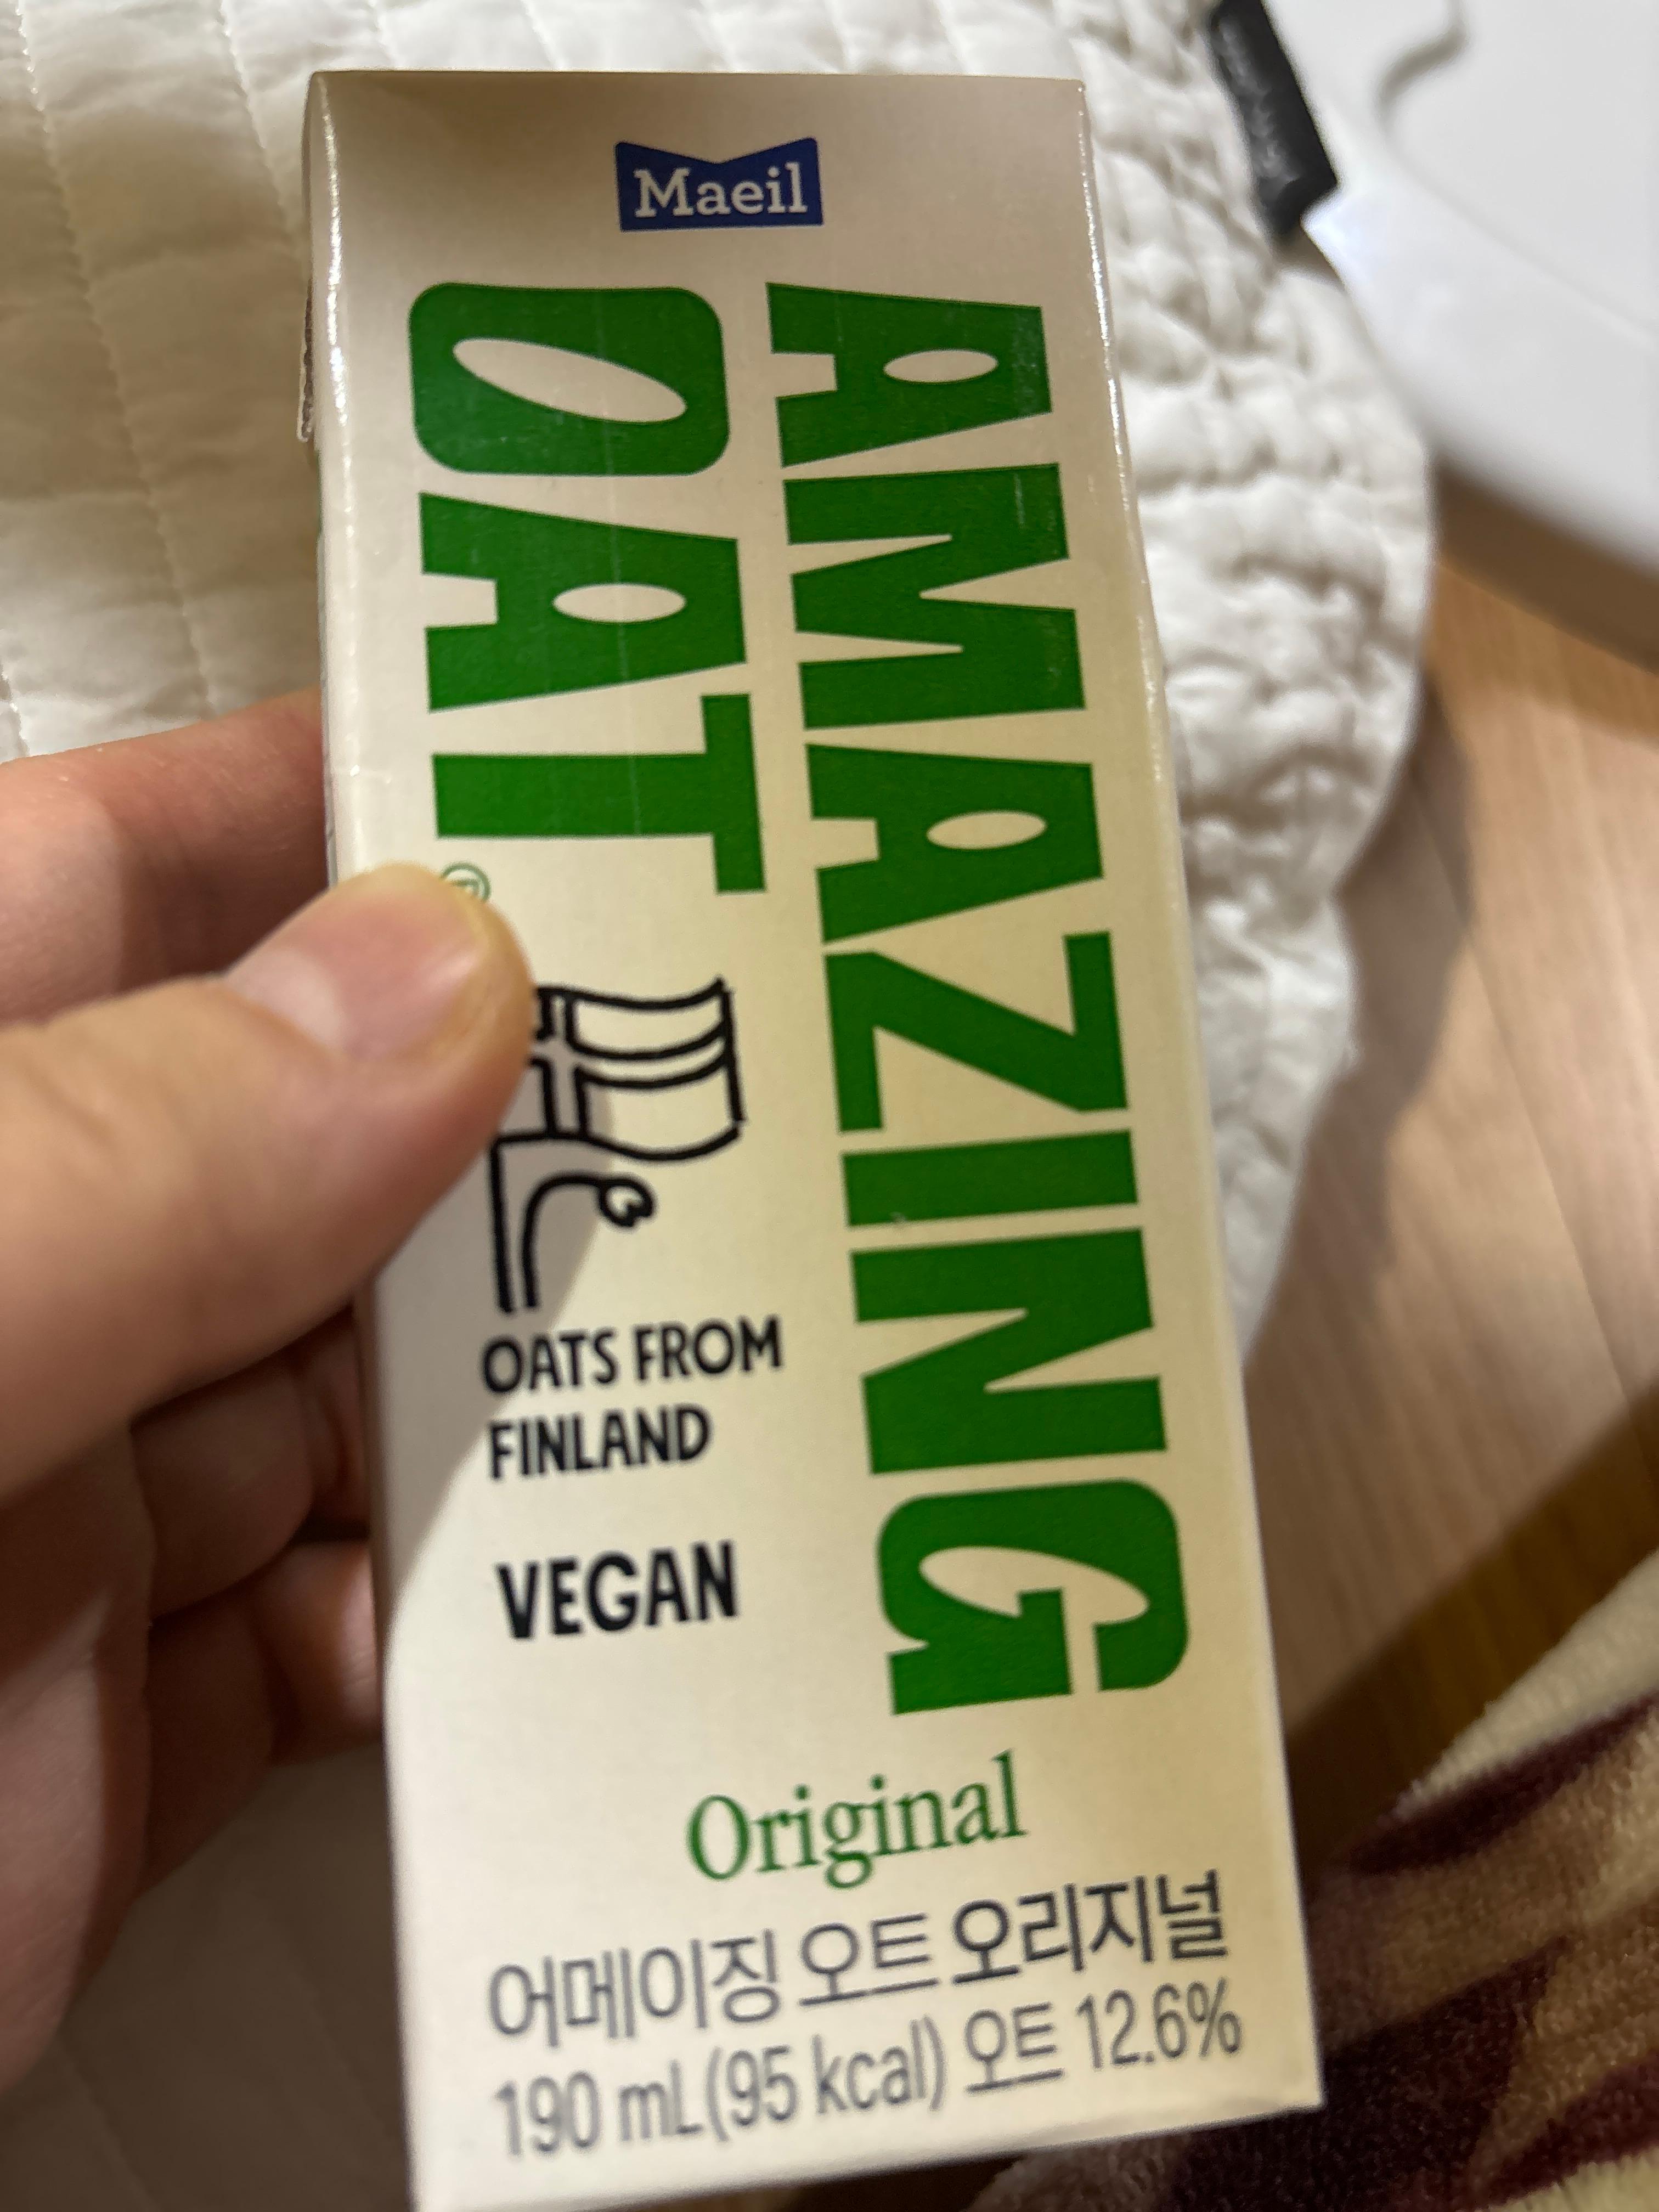 Maeil
AMAZING
OAT®
OATS FROM
FINLAND
VEGAN
Original
어메이징 오트 오리지널
190 mL(95 kcal) 오트 12.6%